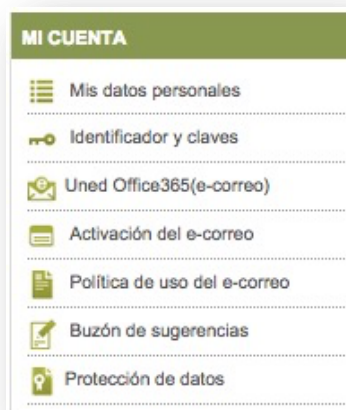 MI CUENTA
Mis datos personales
Identificador y claves
Uned Office365(e-correo)
Activación del e-correo
Política de uso del e-correo
Buzón de sugerencias
Protección de datos